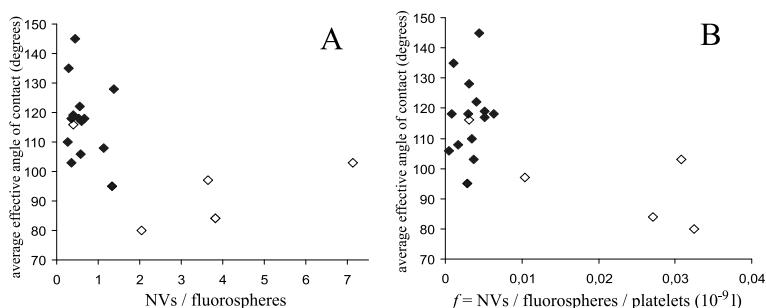 A
average effective angle of contact (degrees)
150
140
130
120
110
100
90
80
70
60
0 1 2 3 4 5 6 7
NVs / fluorospheres
B
average effective angle of contact (degrees)
150
140
130
120
110
100
90
80
70
60
0 0,01 0,02 0,03 0,04
f = NVs / fluorospheres / platelets (10⁻⁹ l)